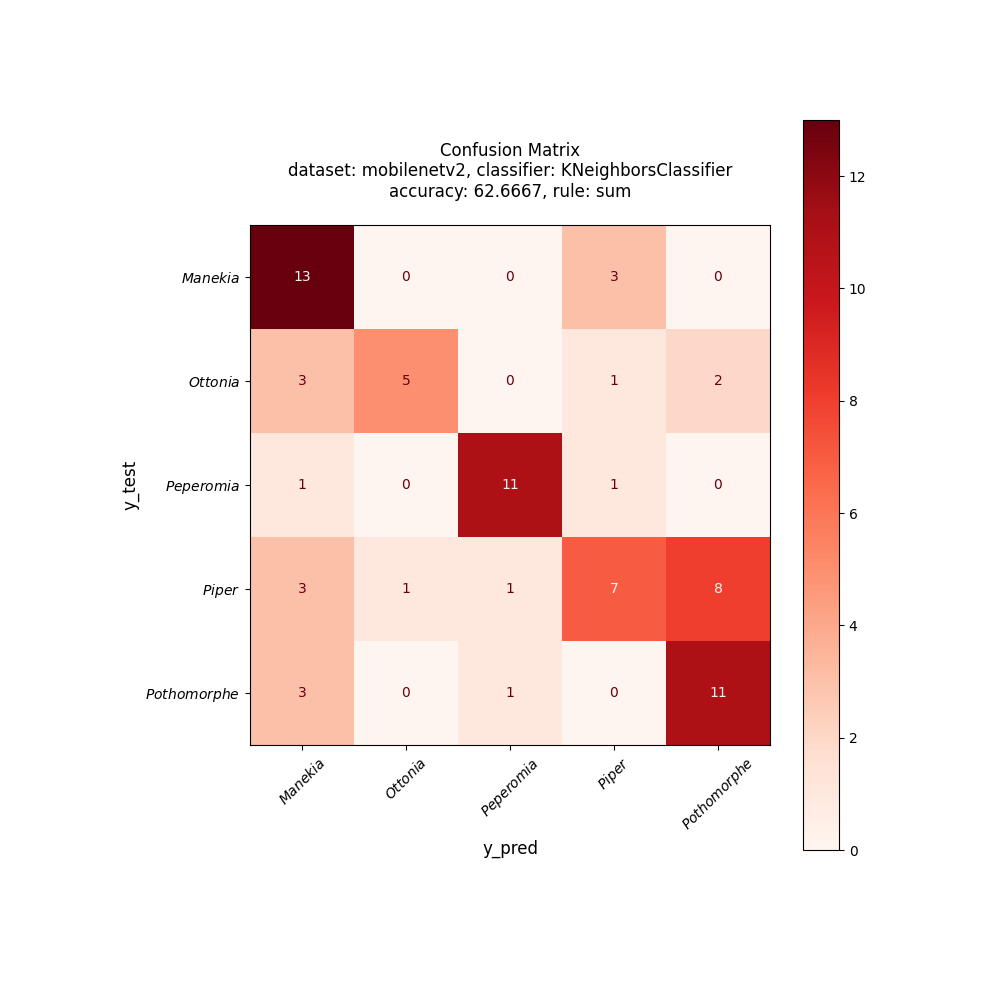 Confusion Matrix
dataset: mobilenetv2, classifier: KNeighborsClassifier
accuracy: 62.6667, rule: sum
Manekia 13 0 0 3 0
Ottonia 3 5 0 1 2
Peperomia 1 0 11 1 0
Piper 3 1 1 7 8
Pothomorphe 3 0 1 0 11
y_test
Manekia Ottonia Peperomia Piper Pothomorphe
y_pred
12
10
8
6
4
2
0